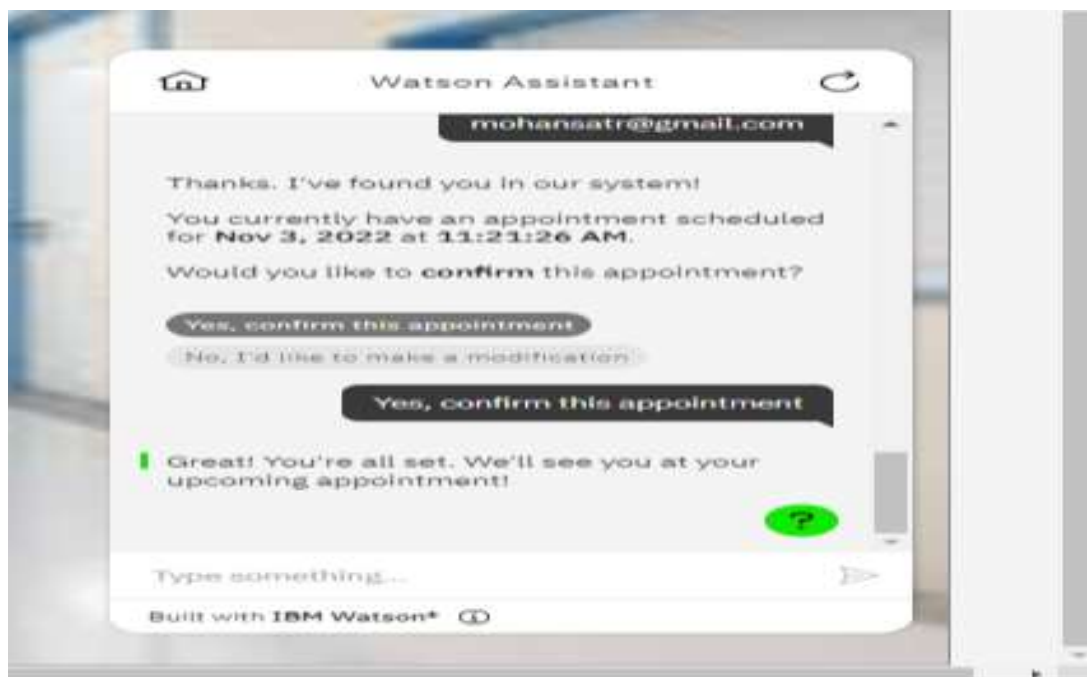 Watson Assistant
mohansatr@gmail.com
Thanks. I've found you in our system!
You currently have an appointment scheduled
for Nov 3, 2022 at 11:21:26 AM.
Would you like to confirm this appointment?
Yes, confirm this appointment
No, I'd like to make a modification
Yes, confirm this appointment
Great! You're all set. We'll see you at your
upcoming appointment!
?
Type something...
Built with IBM Watson®